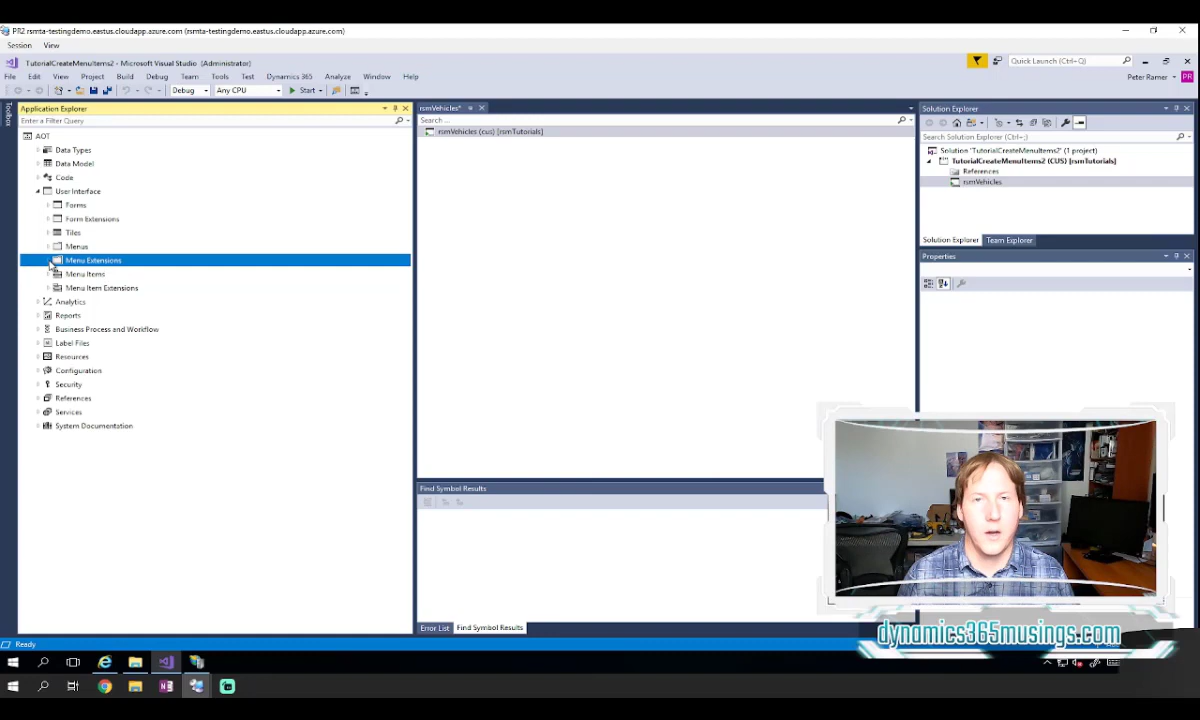 PR2 rsmta-testingdemo.eastus.cloudapp.azure.com (rsmta-testingdemo.eastus.cloudapp.azure.com)
Session View
TutorialCreateMenuItems2 - Microsoft Visual Studio (Administrator)
Quick Launch (Ctrl+Q)
File Edit View Project Build Debug Team Tools Test Dynamics 365 Analyze Window Help
Peter Ramer PR
Debug Any CPU Start
Toolbox
Application Explorer
Enter a Filter Query
AOT
Data Types
Data Model
Code
User Interface
Forms
Form Extensions
Tiles
Menus
Menu Extensions
Menu Items
Menu Item Extensions
Analytics
Reports
Business Process and Workflow
Label Files
Resources
Configuration
Security
References
Services
System Documentation
rsmVehicles*
Search ...
rsmVehicles (cus) [rsmTutorials]
Find Symbol Results
Error List Find Symbol Results
Solution Explorer
Search Solution Explorer (Ctrl+;)
Solution 'TutorialCreateMenuItems2' (1 project)
TutorialCreateMenuItems2 (CUS) [rsmTutorials]
References
rsmVehicles
Solution Explorer Team Explorer
Properties
dynamics365musings.com
Ready